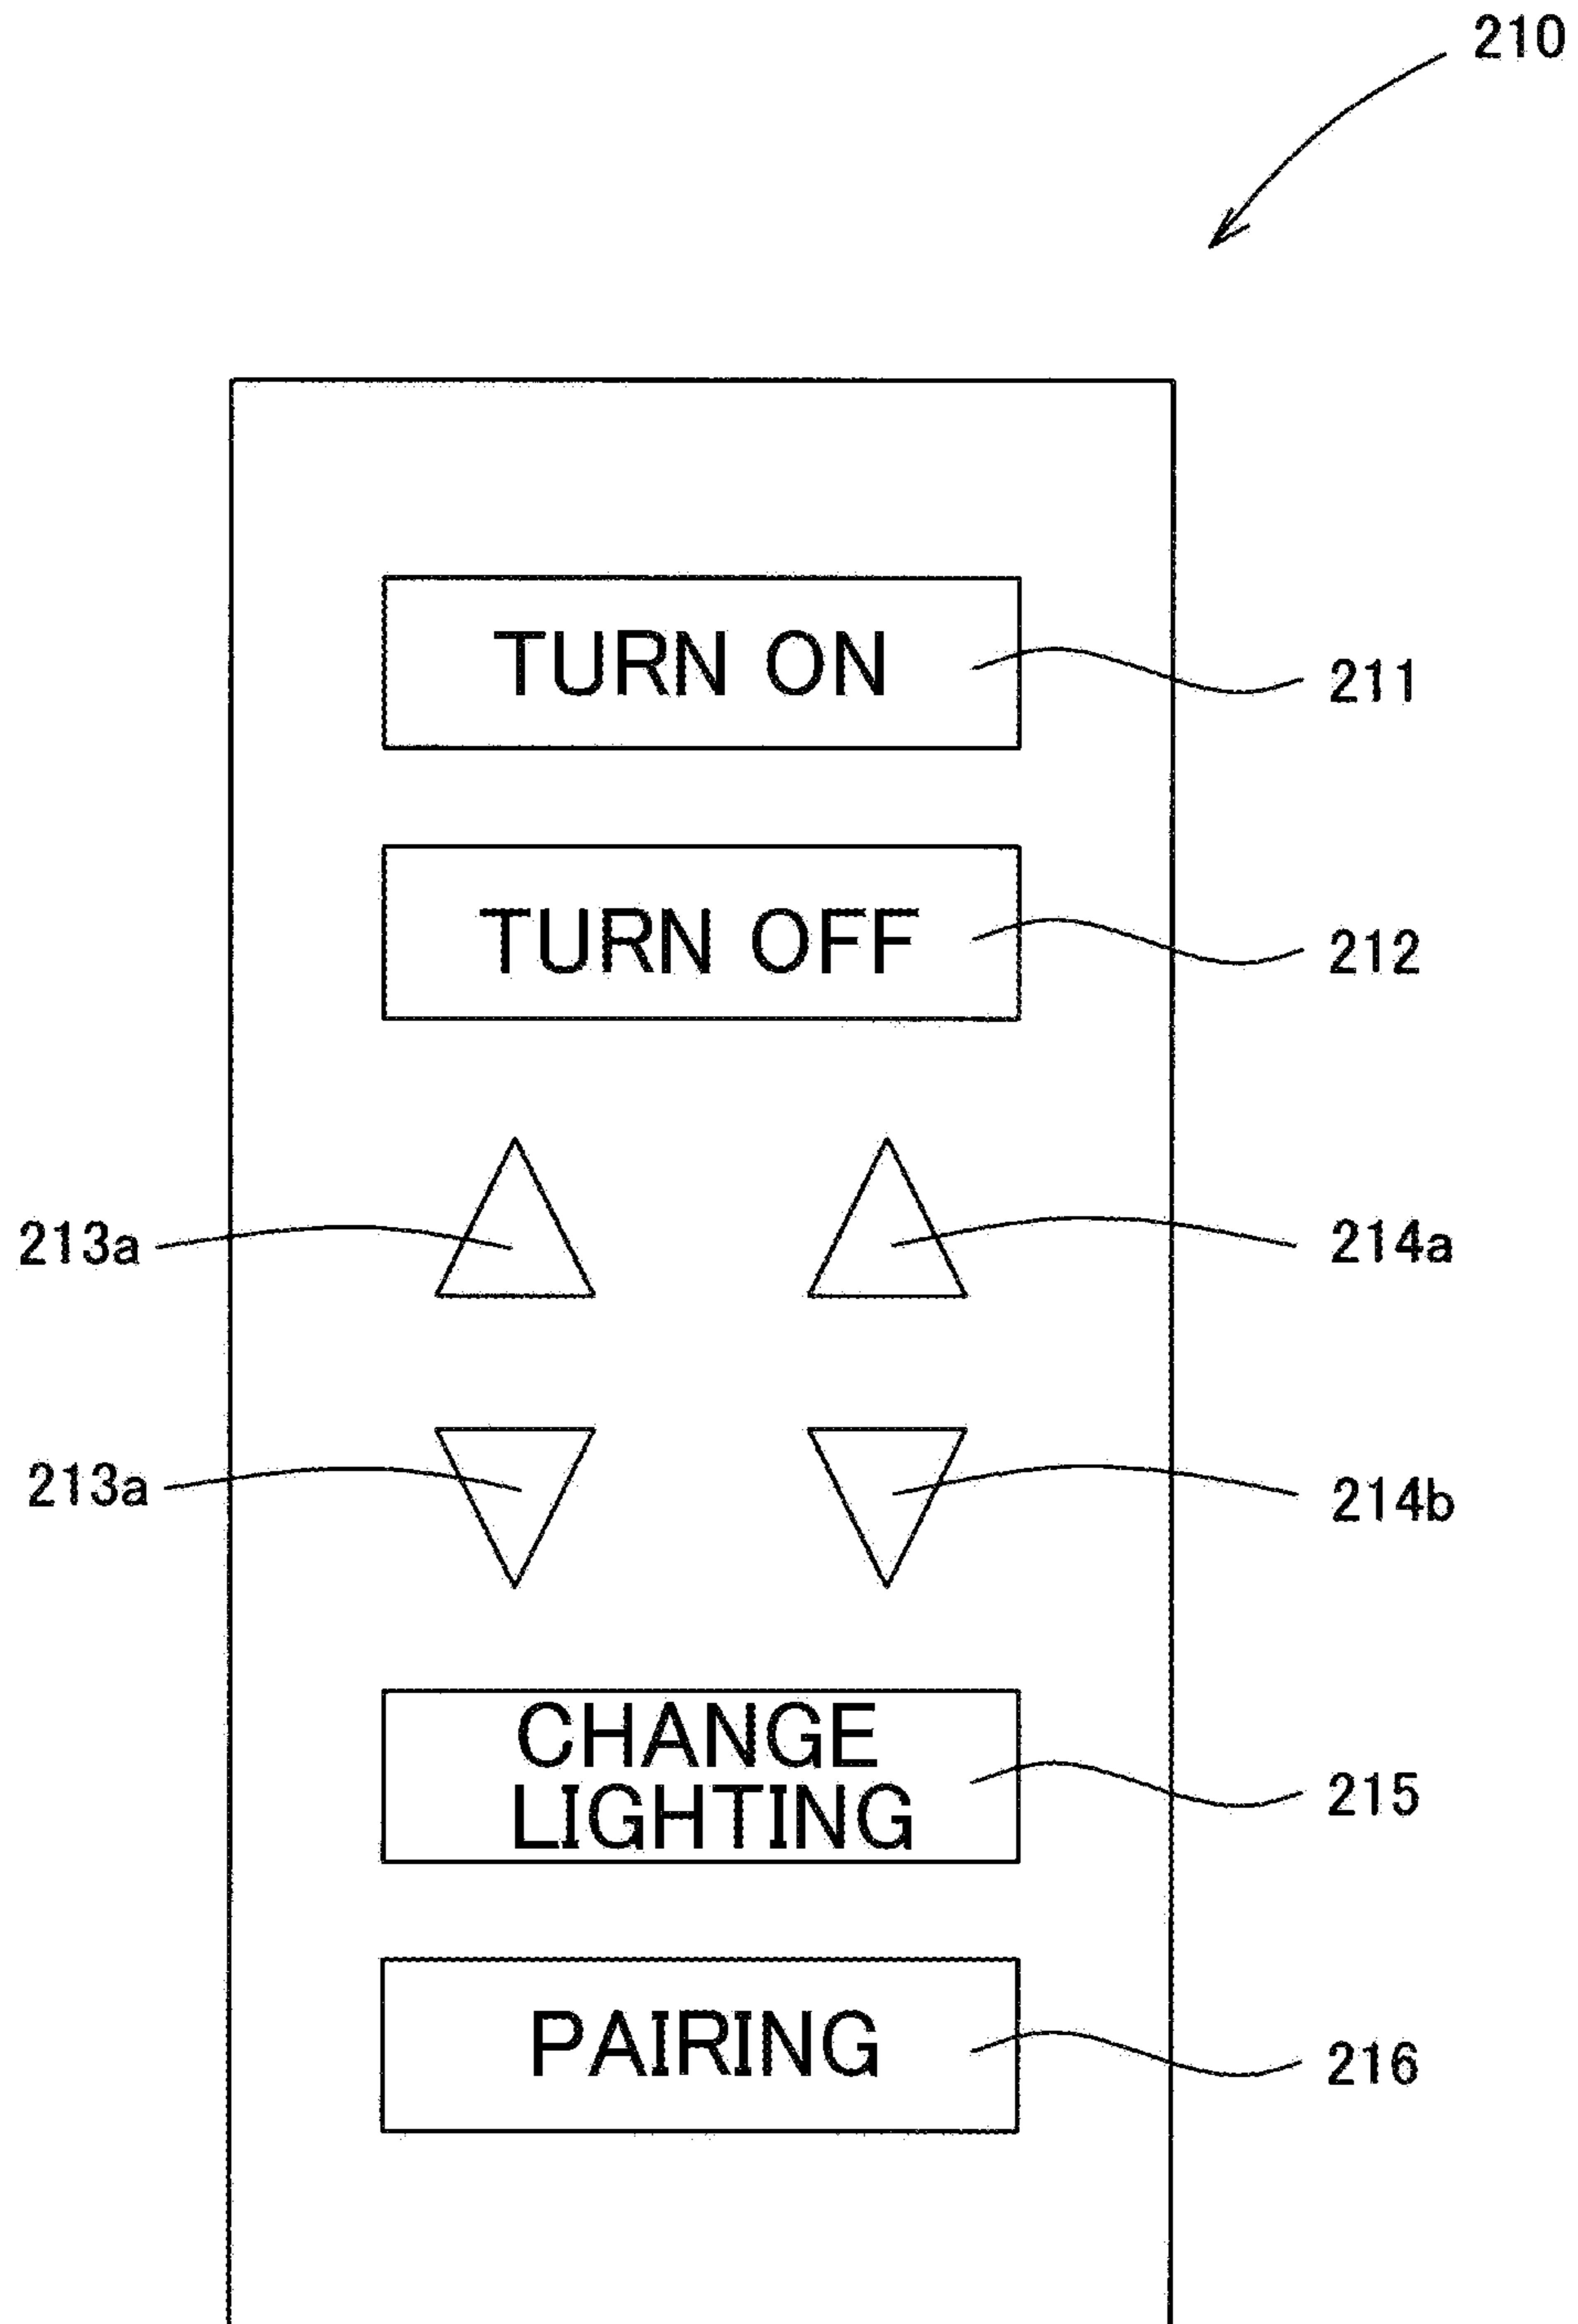 210
TURN ON
211
TURN OFF
212
213a
214a
213a
214b
CHANGE
LIGHTING
215
PAIRING
216